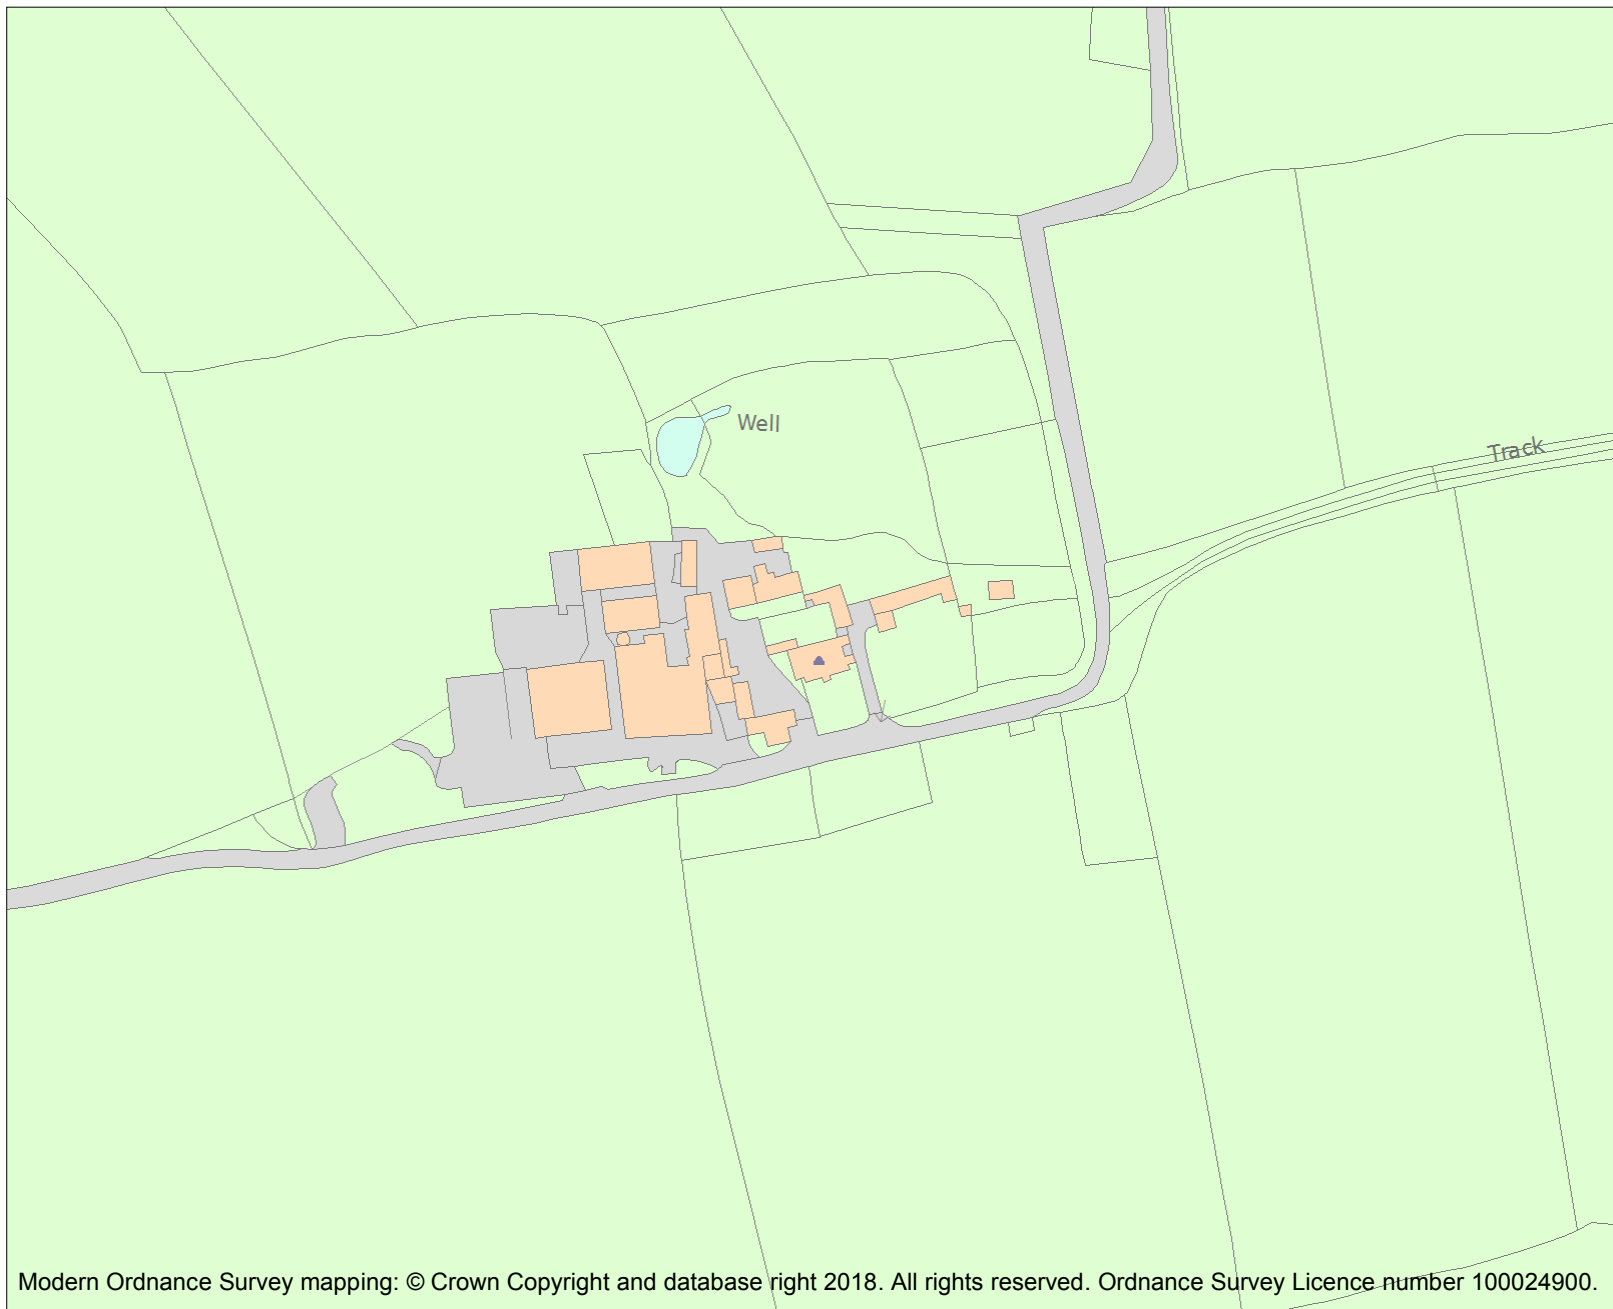 Well
Track
Modern Ordnance Survey mapping: © Crown Copyright and database right 2018. All rights reserved. Ordnance Survey Licence number 100024900.